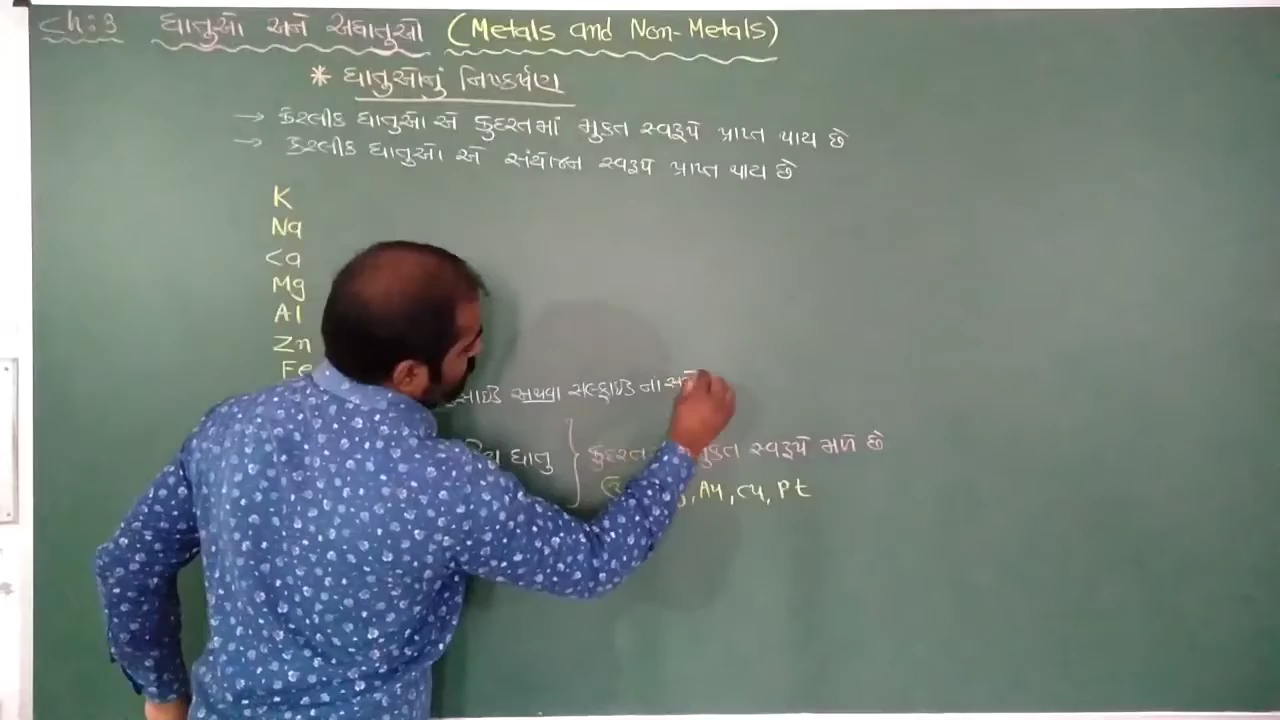 Ch:3 ધાતુઓ અને અધાતુઓ (Metals and Non-Metals)
* ધાતુઓનું નિષ્કર્ષણ
→ કેટલીક ધાતુઓ એ કુદરતમાં મુક્ત સ્વરૂપે પ્રાપ્ત થાય છે
→ કેટલીક ધાતુઓ એ સંયોજન સ્વરૂપે પ્રાપ્ત થાય છે
K
Na
Ca
Mg
Al
Zn
Fe
અથવા સલ્ફાઇડ નાં
ધાતુ } કુદરત સ્વરૂપે મળે છે
, Au, Cu, Pt